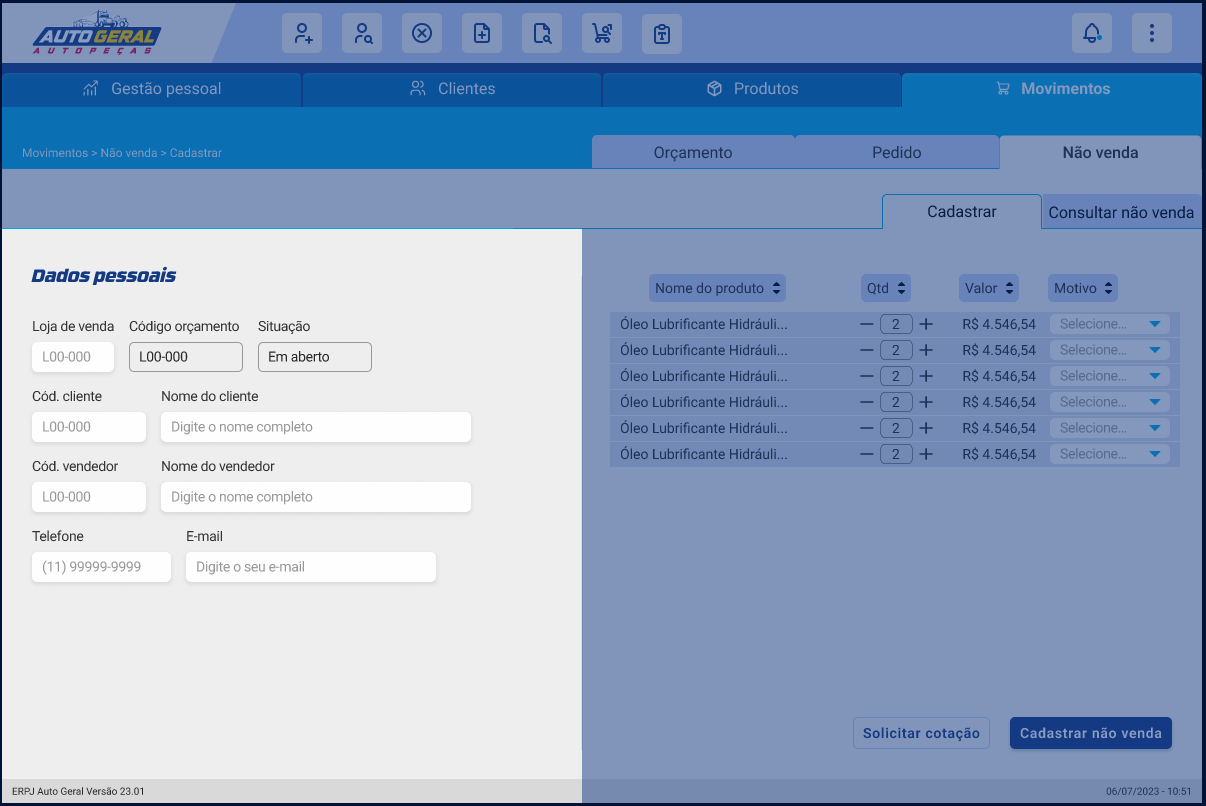 AUTO GERAL
AUTOPEÇAS
Gestão pessoal
Clientes
Produtos
Movimentos
Movimentos > Não venda > Cadastrar
Orçamento
Pedido
Não venda
Cadastrar
Consultar não venda
Dados pessoais
Loja de venda Código orçamento Situação
L00-000 L00-000 Em aberto
Cód. cliente Nome do cliente
L00-000 Digite o nome completo
Cód. vendedor Nome do vendedor
L00-000 Digite o nome completo
Telefone E-mail
(11) 99999-9999 Digite o seu e-mail
Nome do produto Qtd Valor Motivo
Óleo Lubrificante Hidráuli... 2 R$ 4.546,54 Selecione...
Óleo Lubrificante Hidráuli... 2 R$ 4.546,54 Selecione...
Óleo Lubrificante Hidráuli... 2 R$ 4.546,54 Selecione...
Óleo Lubrificante Hidráuli... 2 R$ 4.546,54 Selecione...
Óleo Lubrificante Hidráuli... 2 R$ 4.546,54 Selecione...
Óleo Lubrificante Hidráuli... 2 R$ 4.546,54 Selecione...
Solicitar cotação
Cadastrar não venda
ERPJ Auto Geral Versão 23.01
06/07/2023 - 10:51